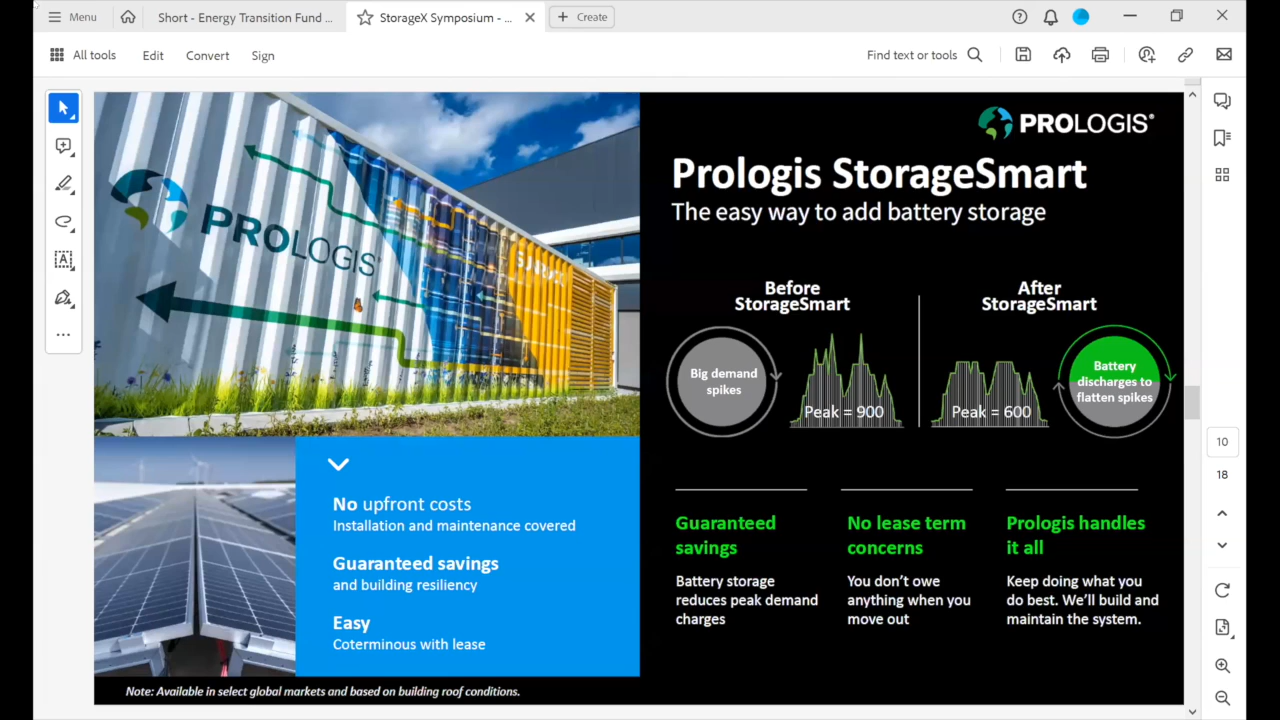 Menu
Short - Energy Transition Fund ...
StorageX Symposium - ...
Create
All tools
Edit
Convert
Sign
Find text or tools
PROLOGIS
PROLOGIS®
Prologis StorageSmart
The easy way to add battery storage
Before
StorageSmart
After
StorageSmart
Big demand
spikes
Peak = 900
Peak = 600
Battery
discharges to
flatten spikes
10
18
No upfront costs
Installation and maintenance covered
Guaranteed savings
and building resiliency
Easy
Coterminous with lease
Guaranteed
savings
Battery storage
reduces peak demand
charges
No lease term
concerns
You don’t owe
anything when you
move out
Prologis handles
it all
Keep doing what you
do best. We’ll build and
maintain the system.
Note: Available in select global markets and based on building roof conditions.